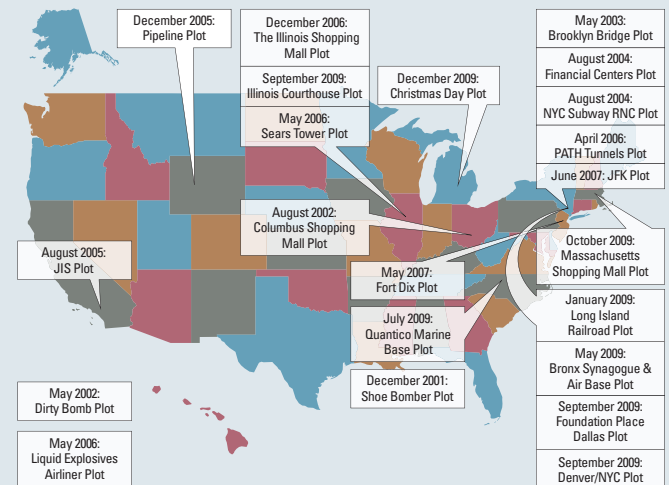 December 2005:
Pipeline Plot
December 2006:
The Illinois Shopping
Mall Plot
September 2009:
Illinois Courthouse Plot
May 2006:
Sears Tower Plot
December 2009:
Christmas Day Plot
May 2003:
Brooklyn Bridge Plot
August 2004:
Financial Centers Plot
August 2004:
NYC Subway RNC Plot
April 2006:
PATH Tunnels Plot
June 2007: JFK Plot
August 2002:
Columbus Shopping
Mall Plot
August 2005:
JIS Plot
May 2007:
Fort Dix Plot
October 2009:
Massachusetts
Shopping Mall Plot
July 2009:
Quantico Marine
Base Plot
January 2009:
Long Island
Railroad Plot
December 2001:
Shoe Bomber Plot
May 2009:
Bronx Synagogue &
Air Base Plot
May 2002:
Dirty Bomb Plot
September 2009:
Foundation Place
Dallas Plot
May 2006:
Liquid Explosives
Airliner Plot
September 2009:
Denver/NYC Plot